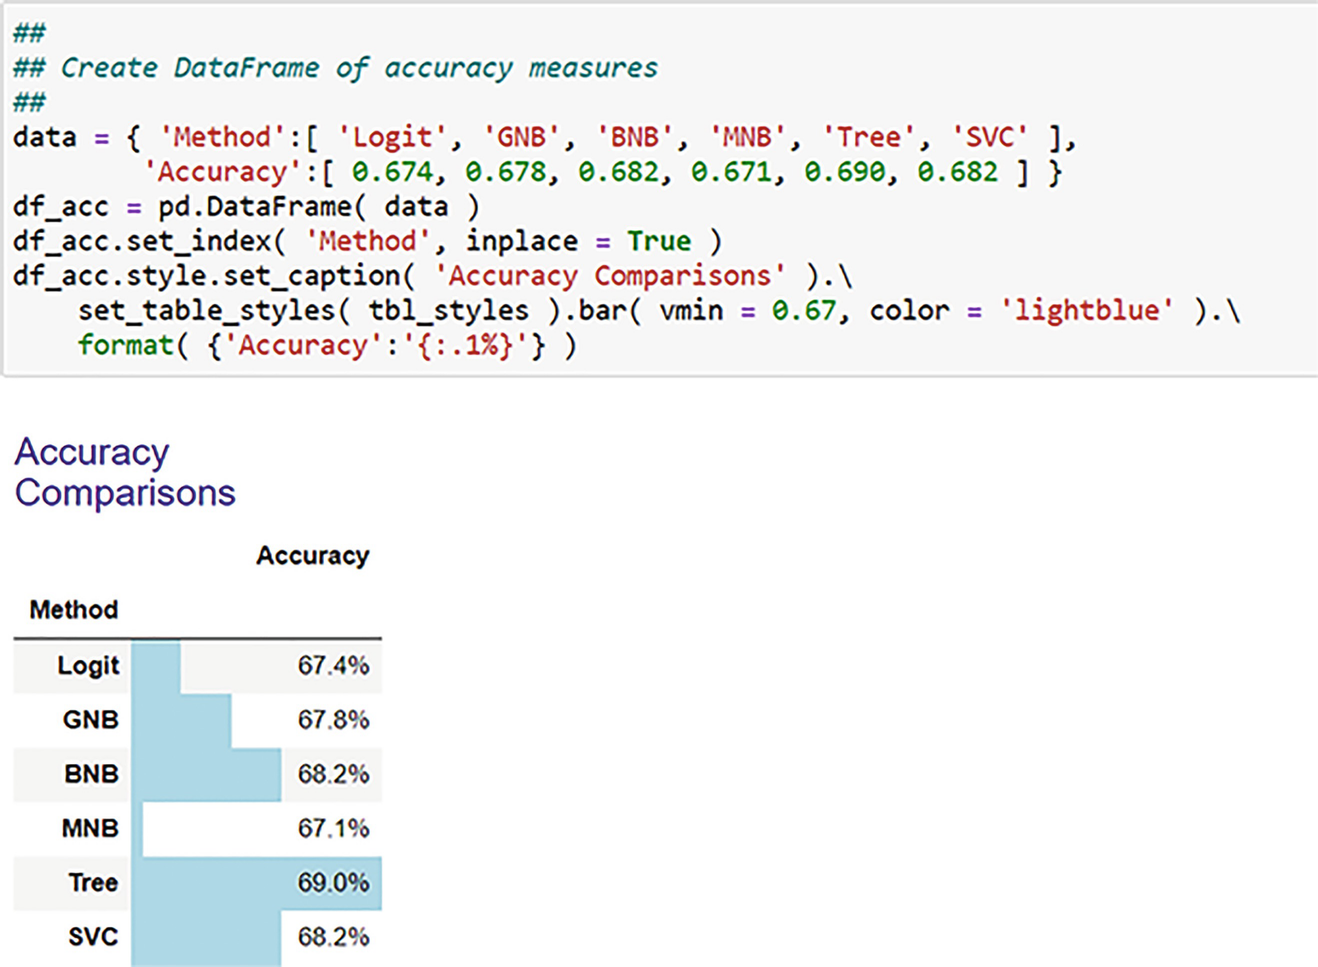 ##
## Create DataFrame of accuracy measures
##
data = { 'Method':[ 'Logit', 'GNB', 'BNB', 'MNB', 'Tree', 'SVC' ],
'Accuracy':[ 0.674, 0.678, 0.682, 0.671, 0.690, 0.682 ] }
df_acc = pd.DataFrame( data )
df_acc.set_index( 'Method', inplace = True )
df_acc.style.set_caption( 'Accuracy Comparisons' ).\
set_table_styles( tbl_styles ).bar( vmin = 0.67, color = 'lightblue' ).\
format( {'Accuracy':'{:.1%}'} )
Accuracy
Comparisons
Accuracy
Method
Logit 67.4%
GNB 67.8%
BNB 68.2%
MNB 67.1%
Tree 69.0%
SVC 68.2%